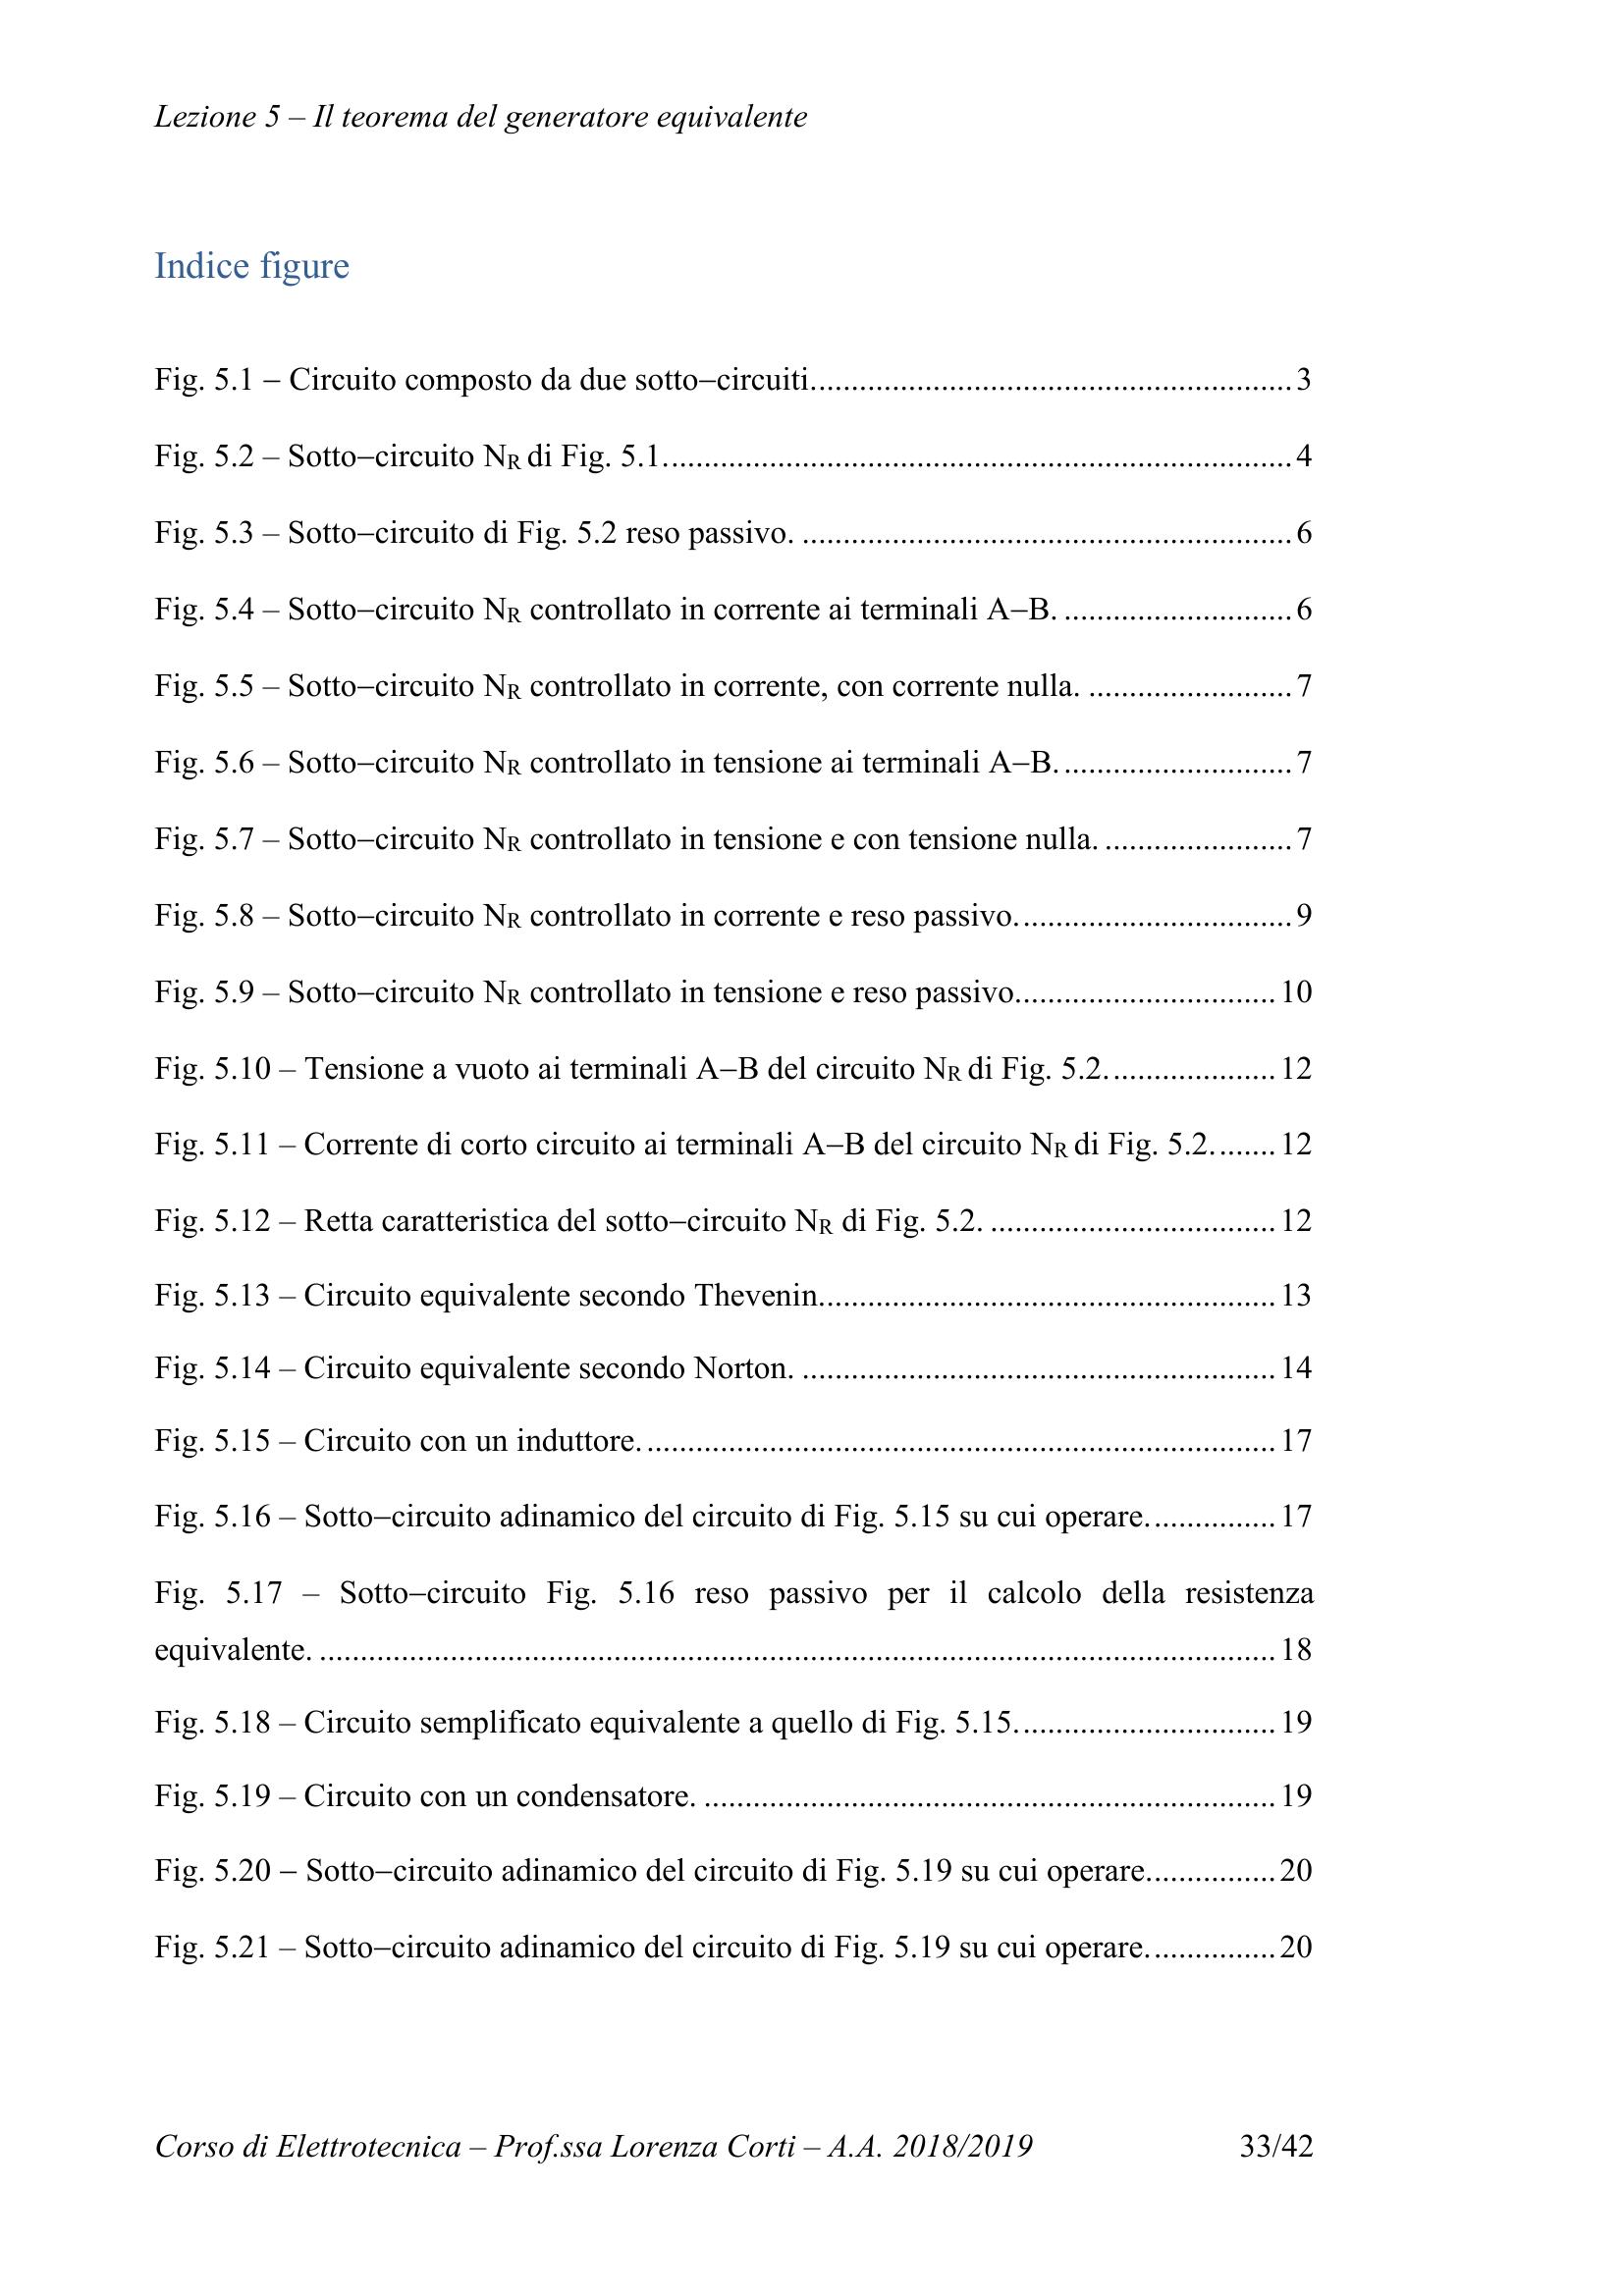 Lezione 5 – Il teorema del generatore equivalente
Indice figure
Fig. 5.1 – Circuito composto da due sotto–circuiti.......................................................... 3
Fig. 5.2 – Sotto–circuito NR di Fig. 5.1............................................................................ 4
Fig. 5.3 – Sotto–circuito di Fig. 5.2 reso passivo. ............................................................ 6
Fig. 5.4 – Sotto–circuito NR controllato in corrente ai terminali A–B. ............................ 6
Fig. 5.5 – Sotto–circuito NR controllato in corrente, con corrente nulla. ......................... 7
Fig. 5.6 – Sotto–circuito NR controllato in tensione ai terminali A–B............................. 7
Fig. 5.7 – Sotto–circuito NR controllato in tensione e con tensione nulla. ....................... 7
Fig. 5.8 – Sotto–circuito NR controllato in corrente e reso passivo.................................. 9
Fig. 5.9 – Sotto–circuito NR controllato in tensione e reso passivo................................ 10
Fig. 5.10 – Tensione a vuoto ai terminali A–B del circuito NR di Fig. 5.2..................... 12
Fig. 5.11 – Corrente di corto circuito ai terminali A–B del circuito NR di Fig. 5.2........ 12
Fig. 5.12 – Retta caratteristica del sotto–circuito NR di Fig. 5.2. ................................... 12
Fig. 5.13 – Circuito equivalente secondo Thevenin........................................................ 13
Fig. 5.14 – Circuito equivalente secondo Norton. .......................................................... 14
Fig. 5.15 – Circuito con un induttore.............................................................................. 17
Fig. 5.16 – Sotto–circuito adinamico del circuito di Fig. 5.15 su cui operare................ 17
Fig. 5.17 – Sotto–circuito Fig. 5.16 reso passivo per il calcolo della resistenza
equivalente. ..................................................................................................................... 18
Fig. 5.18 – Circuito semplificato equivalente a quello di Fig. 5.15................................ 19
Fig. 5.19 – Circuito con un condensatore. ...................................................................... 19
Fig. 5.20 – Sotto–circuito adinamico del circuito di Fig. 5.19 su cui operare................ 20
Fig. 5.21 – Sotto–circuito adinamico del circuito di Fig. 5.19 su cui operare................ 20
Corso di Elettrotecnica – Prof.ssa Lorenza Corti – A.A. 2018/2019 33/42